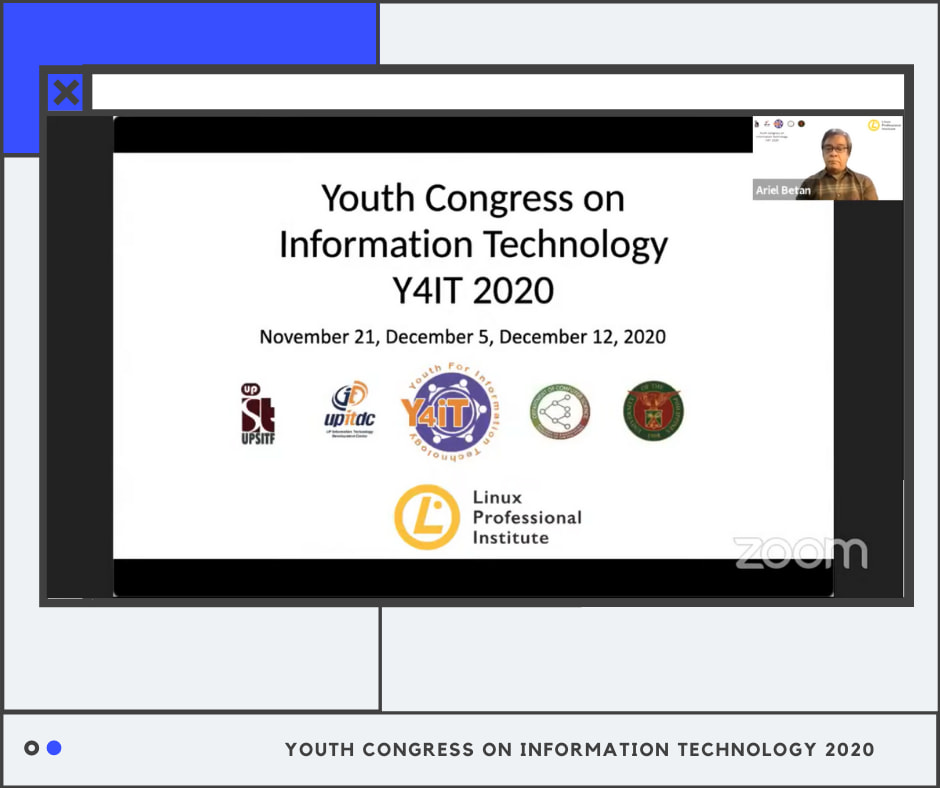 Youth Congress on
Information Technology
Y4IT 2020
November 21, December 5, December 12, 2020
Ariel Betan
UP
St
UPSITF
upitdc
UP Information Technology
Development Center
Youth For Information Technology
Y4iT
Linux
Professional
Institute
zoom
YOUTH CONGRESS ON INFORMATION TECHNOLOGY 2020